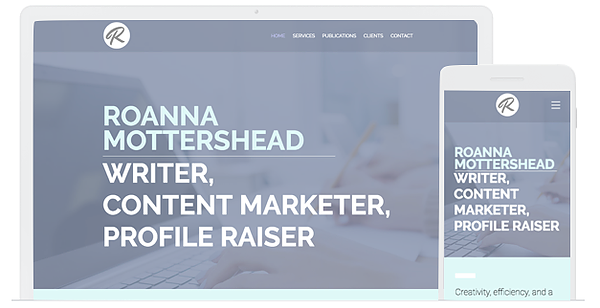 R
HOME SERVICES PUBLICATIONS CLIENTS CONTACT
ROANNA
MOTTERSHEAD
WRITER,
CONTENT MARKETER,
PROFILE RAISER
R
ROANNA
MOTTERSHEAD
WRITER,
CONTENT
MARKETER,
PROFILE RAISER
Creativity, efficiency, and a